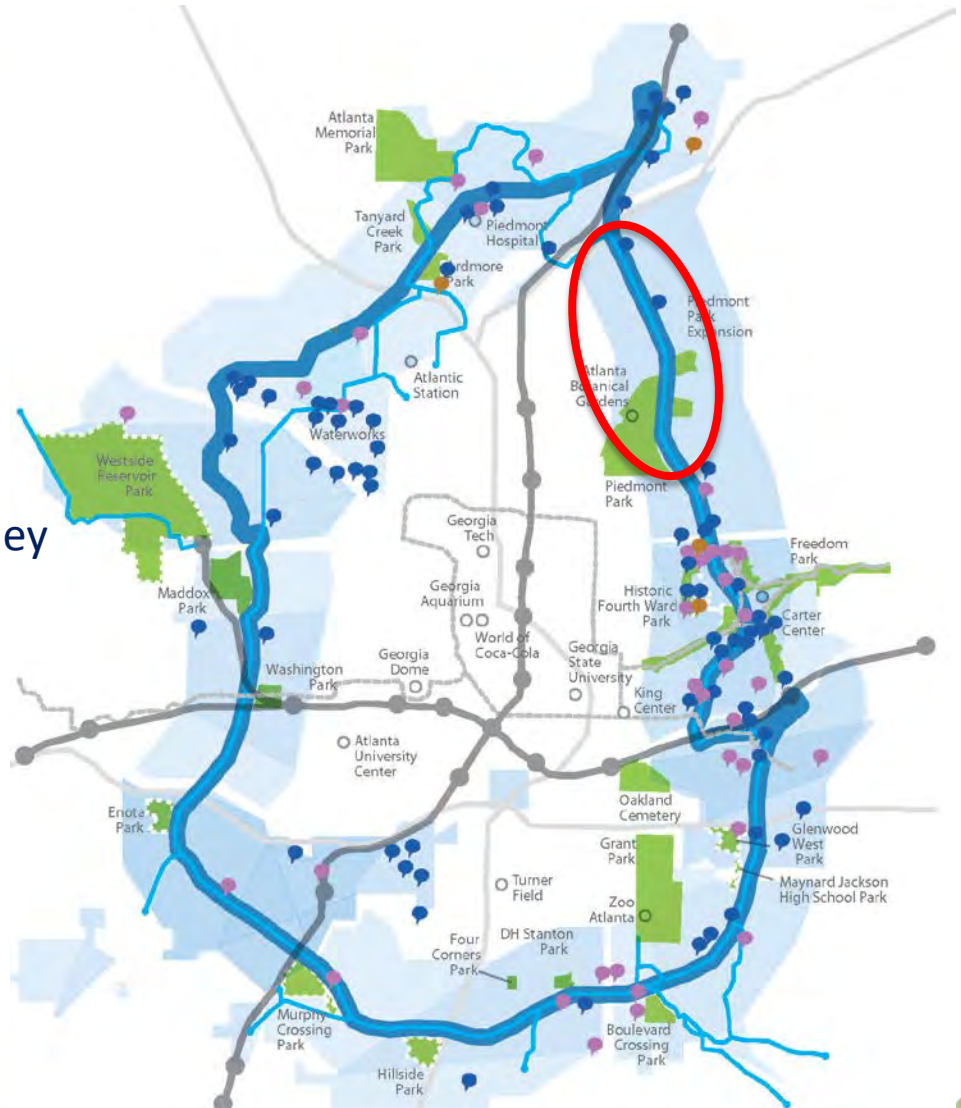 Atlanta
Memorial
Park
Tanyard
Creek
Park
Piedmont
Hospital
Ardmore
Park
Piedmont
Park
Expansion
Atlanta
Botanical
Gardens
Atlantic
Station
Waterworks
Westside
Reservoir
Park
Piedmont
Park
ey
Georgia
Tech
Freedom
Park
Maddox
Park
Georgia
Aquarium
Historic
Fourth Ward
Park
World of
Coca-Cola
Carter
Center
Georgia
State
University
Georgia
Dome
Washington
Park
King
Center
Atlanta
University
Center
Enota
Park
Oakland
Cemetery
Glenwood
West
Park
Grant
Park
Maynard Jackson
High School Park
Turner
Field
Zoo
Atlanta
DH Stanton
Park
Four
Corners
Park
Murphy
Crossing
Park
Boulevard
Crossing
Park
Hillside
Park